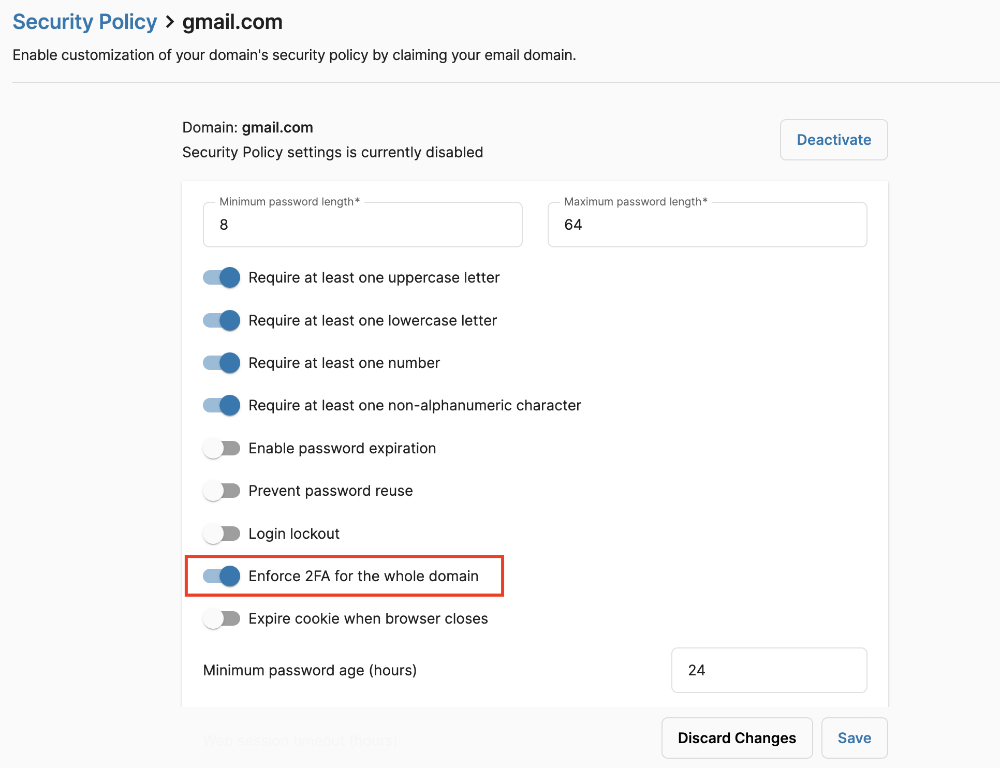 Security Policy > gmail.com
Enable customization of your domain's security policy by claiming your email domain.
Domain: gmail.com
Deactivate
Security Policy settings is currently disabled
Minimum password length*
Maximum password length*
8
64
Require at least one uppercase letter
Require at least one lowercase letter
Require at least one number
Require at least one non-alphanumeric character
Enable password expiration
Prevent password reuse
Login lockout
Enforce 2FA for the whole domain
Expire cookie when browser closes
Minimum password age (hours)
24
Web session timeout (hours)
Discard Changes
Save